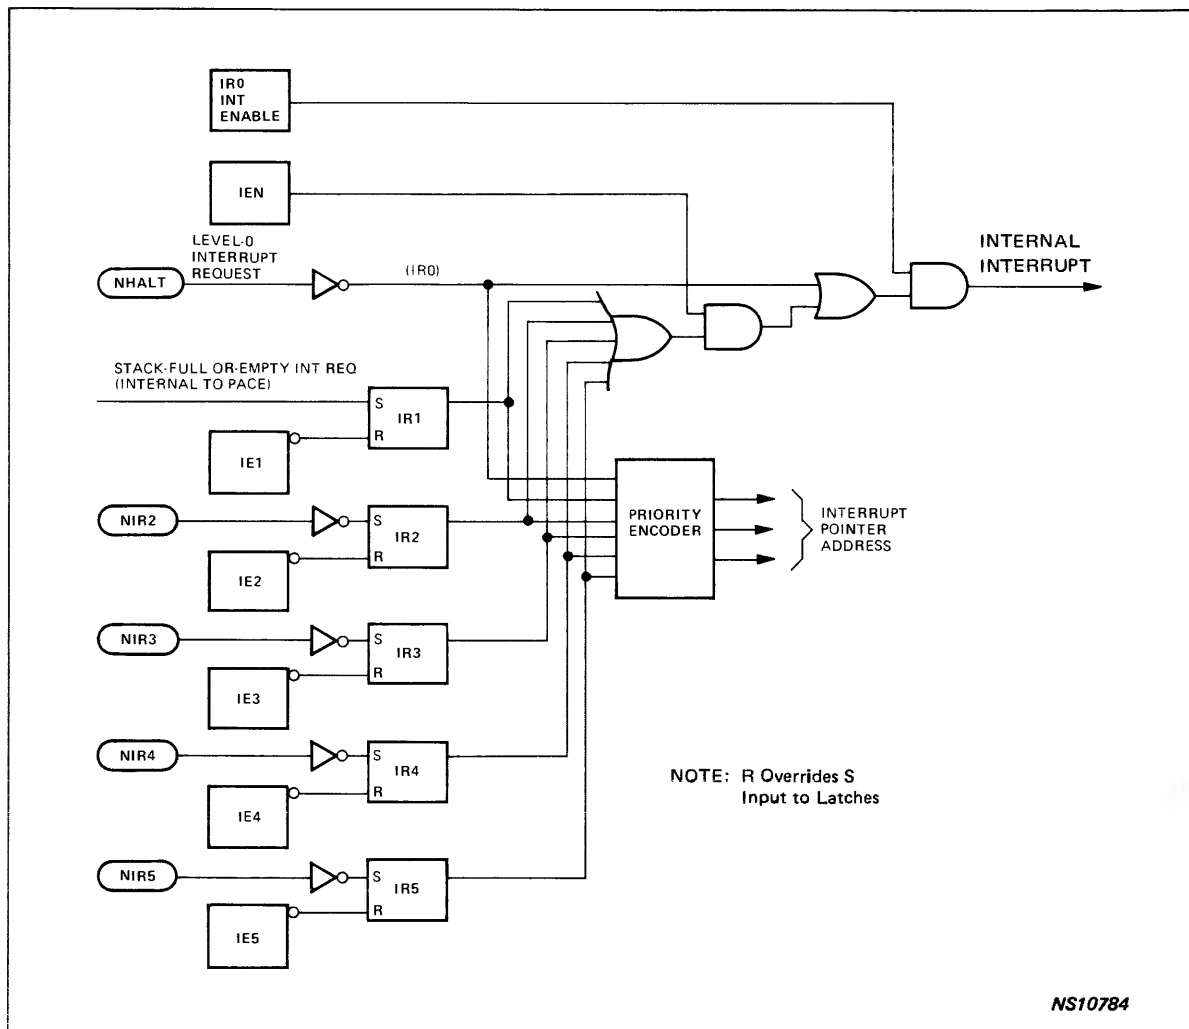 IR0
INT
ENABLE
IEN
LEVEL-0
INTERRUPT
REQUEST
NHALT
(IR0)
INTERNAL
INTERRUPT
STACK-FULL OR-EMPTY INT REQ
(INTERNAL TO PACE)
S
R
IR1
IE1
NIR2
S
R
IR2
IE2
PRIORITY
ENCODER
INTERRUPT
POINTER
ADDRESS
NIR3
S
R
IR3
IE3
NIR4
S
R
IR4
IE4
NOTE: R Overrides S
Input to Latches
NIR5
S
R
IR5
IE5
NS10784